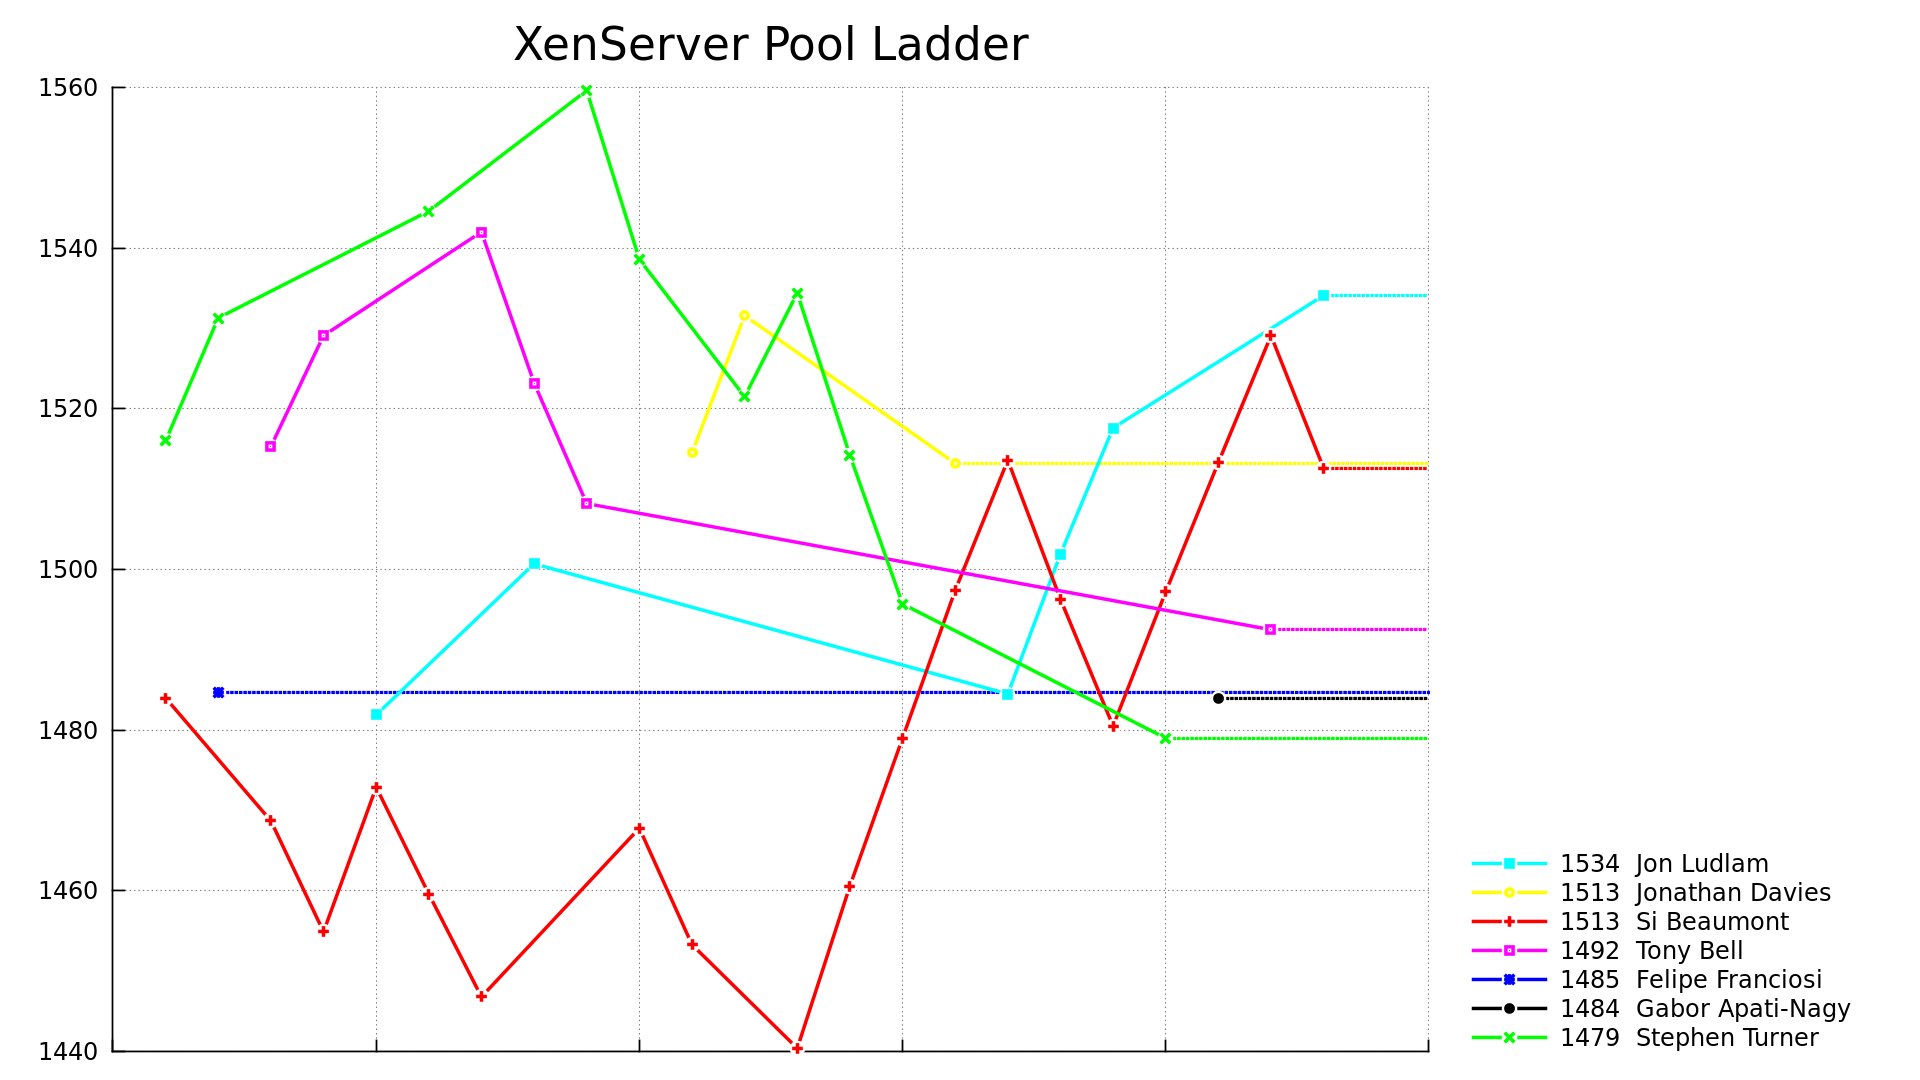 XenServer Pool Ladder
1560
1540
1520
1500
1480
1460
1440
1534 Jon Ludlam
1513 Jonathan Davies
1513 Si Beaumont
1492 Tony Bell
1485 Felipe Franciosi
1484 Gabor Apati-Nagy
1479 Stephen Turner